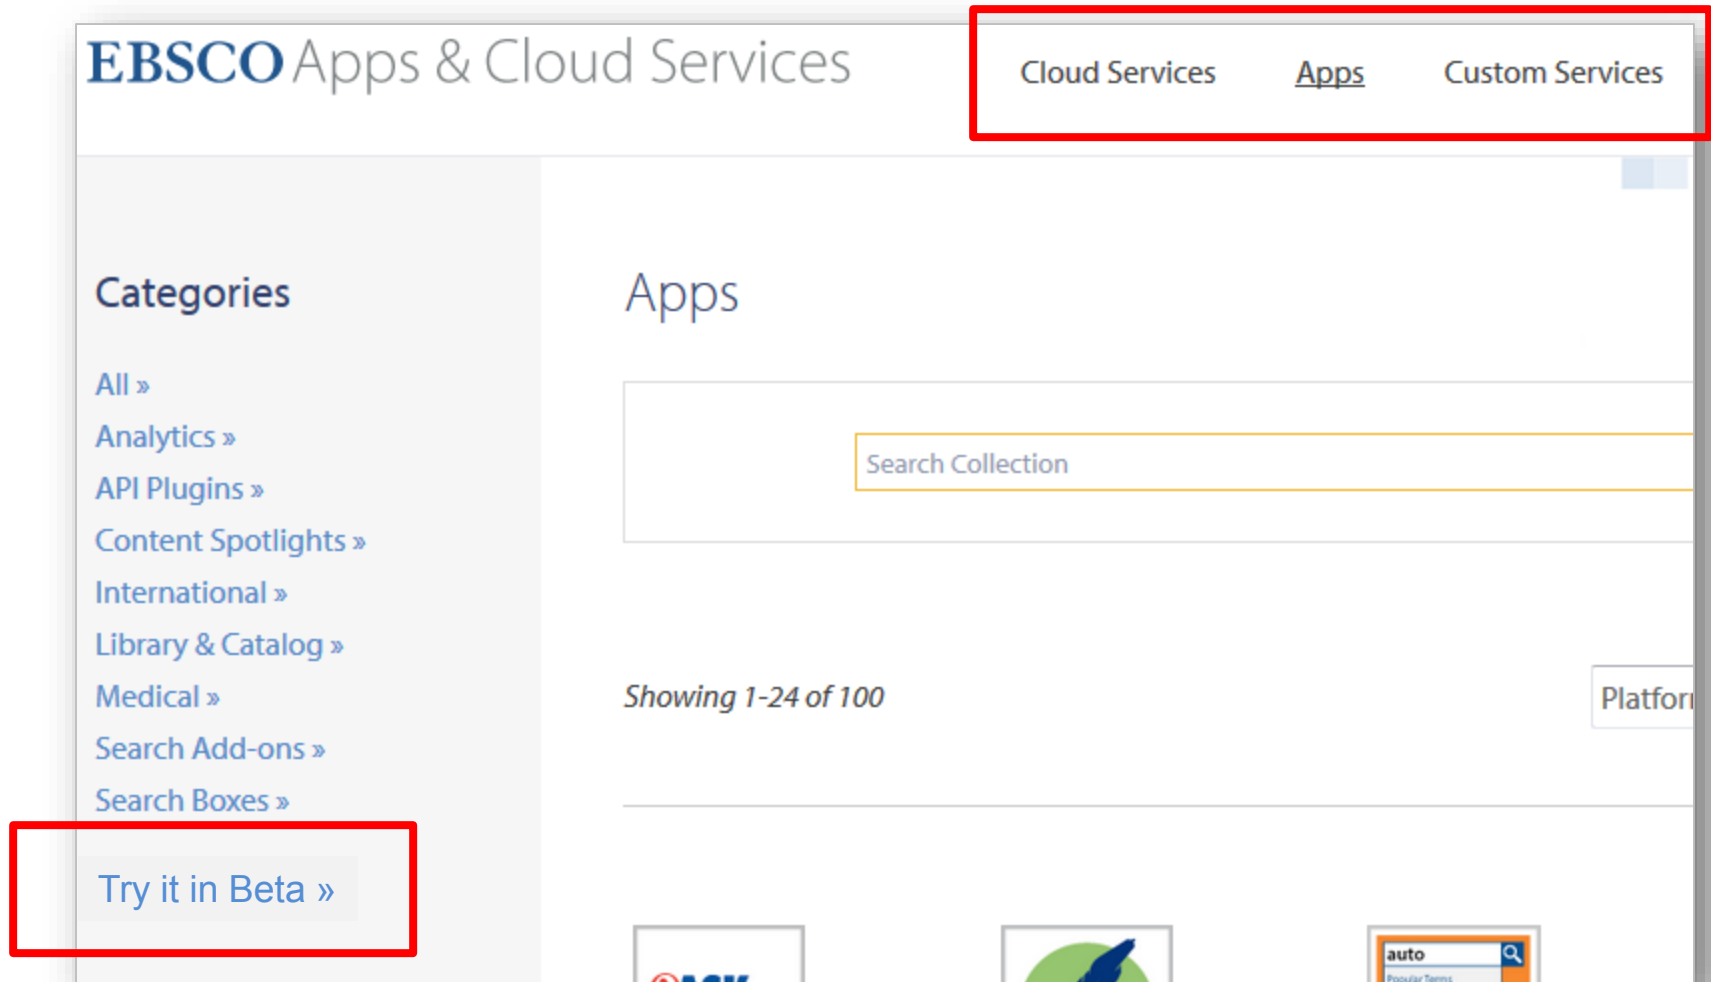 EBSCO Apps & Cloud Services
Cloud Services Apps Custom Services
Categories
All »
Analytics »
API Plugins »
Content Spotlights »
International »
Library & Catalog »
Medical »
Search Add-ons »
Search Boxes »
Try it in Beta »
Apps
Search Collection
Showing 1-24 of 100
auto
Popular Terms